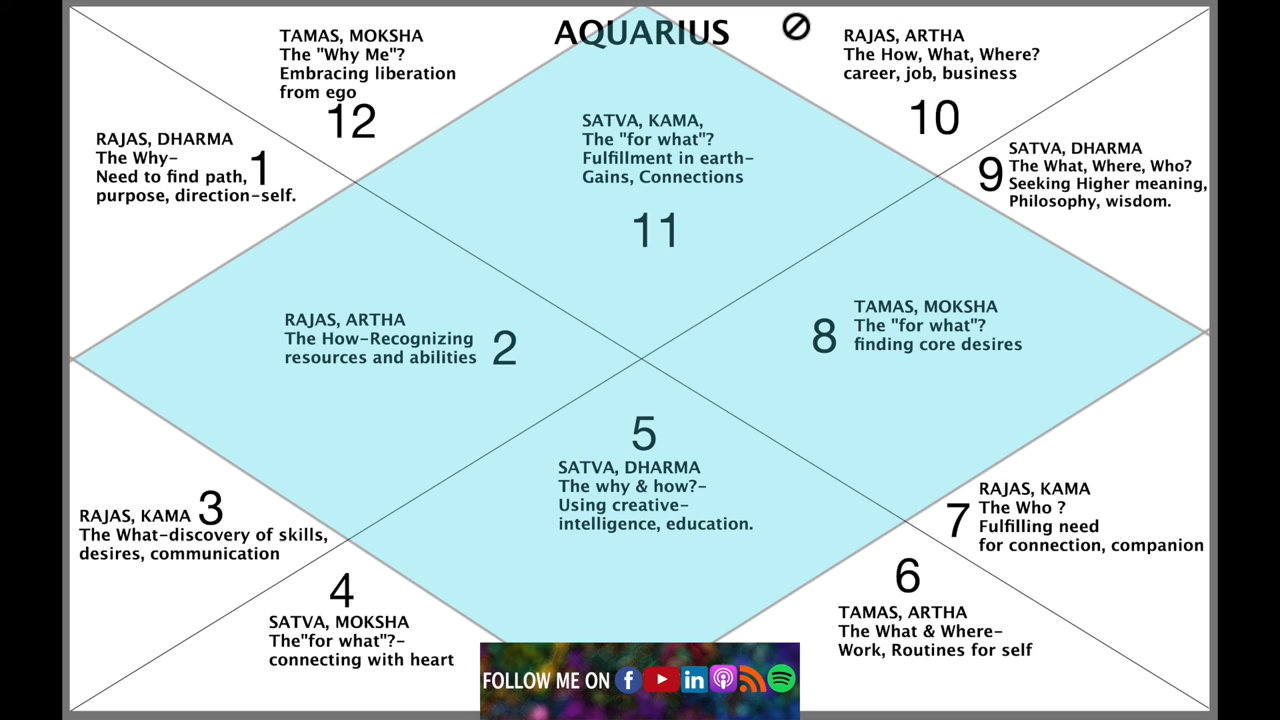 AQUARIUS
TAMAS, MOKSHA
The "Why Me"?
Embracing liberation
from ego
12
RAJAS, ARTHA
The How, What, Where?
career, job, business
10
RAJAS, DHARMA
The Why-
Need to find path,
purpose, direction-self.
1
SATVA, KAMA,
The "for what"?
Fulfillment in earth-
Gains, Connections
11
9
SATVA, DHARMA
The What, Where, Who?
Seeking Higher meaning,
Philosophy, wisdom.
RAJAS, ARTHA
The How-Recognizing
resources and abilities
2
8
TAMAS, MOKSHA
The "for what"?
finding core desires
5
SATVA, DHARMA
The why & how?-
Using creative-
intelligence, education.
RAJAS, KAMA 3
The What-discovery of skills,
desires, communication
7
RAJAS, KAMA
The Who ?
Fulfilling need
for connection, companion
4
SATVA, MOKSHA
The"for what"?-
connecting with heart
6
TAMAS, ARTHA
The What & Where-
Work, Routines for self
FOLLOW ME ON